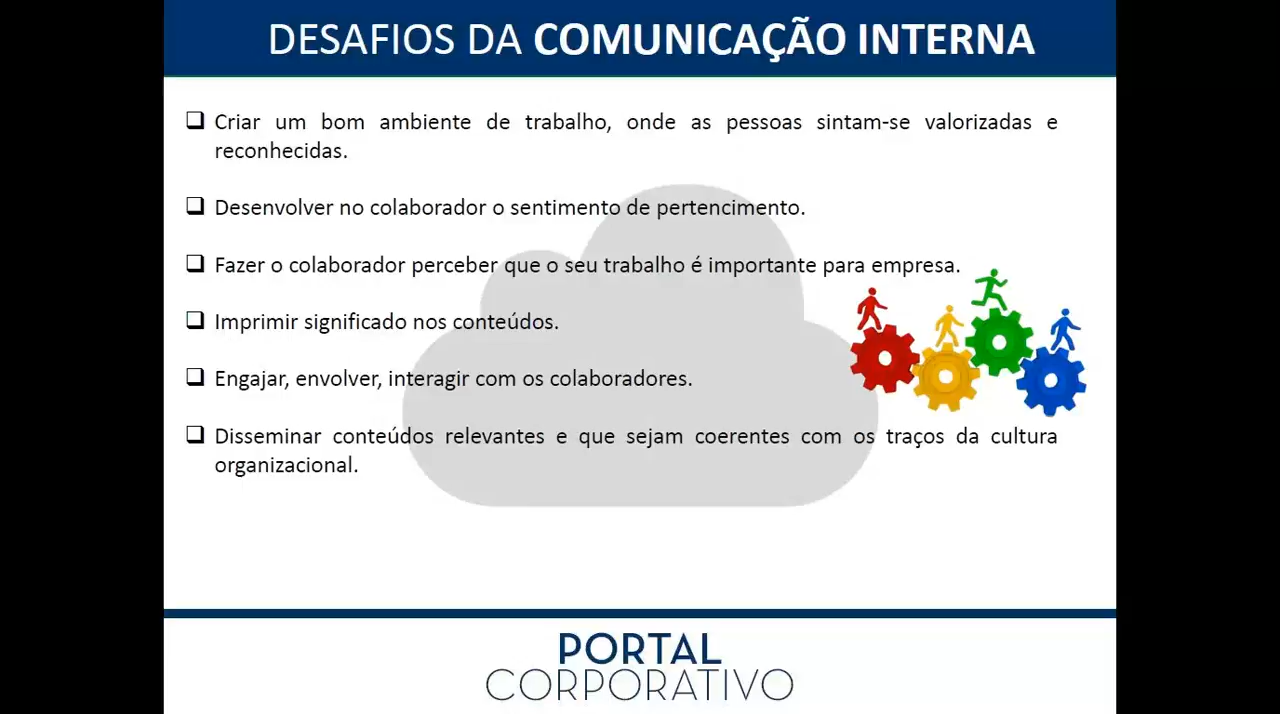 DESAFIOS DA COMUNICAÇÃO INTERNA
Criar um bom ambiente de trabalho, onde as pessoas sintam-se valorizadas e
reconhecidas.
Desenvolver no colaborador o sentimento de pertencimento.
Fazer o colaborador perceber que o seu trabalho é importante para empresa.
Imprimir significado nos conteúdos.
Engajar, envolver, interagir com os colaboradores.
Disseminar conteúdos relevantes e que sejam coerentes com os traços da cultura
organizacional.
PORTAL
CORPORATIVO